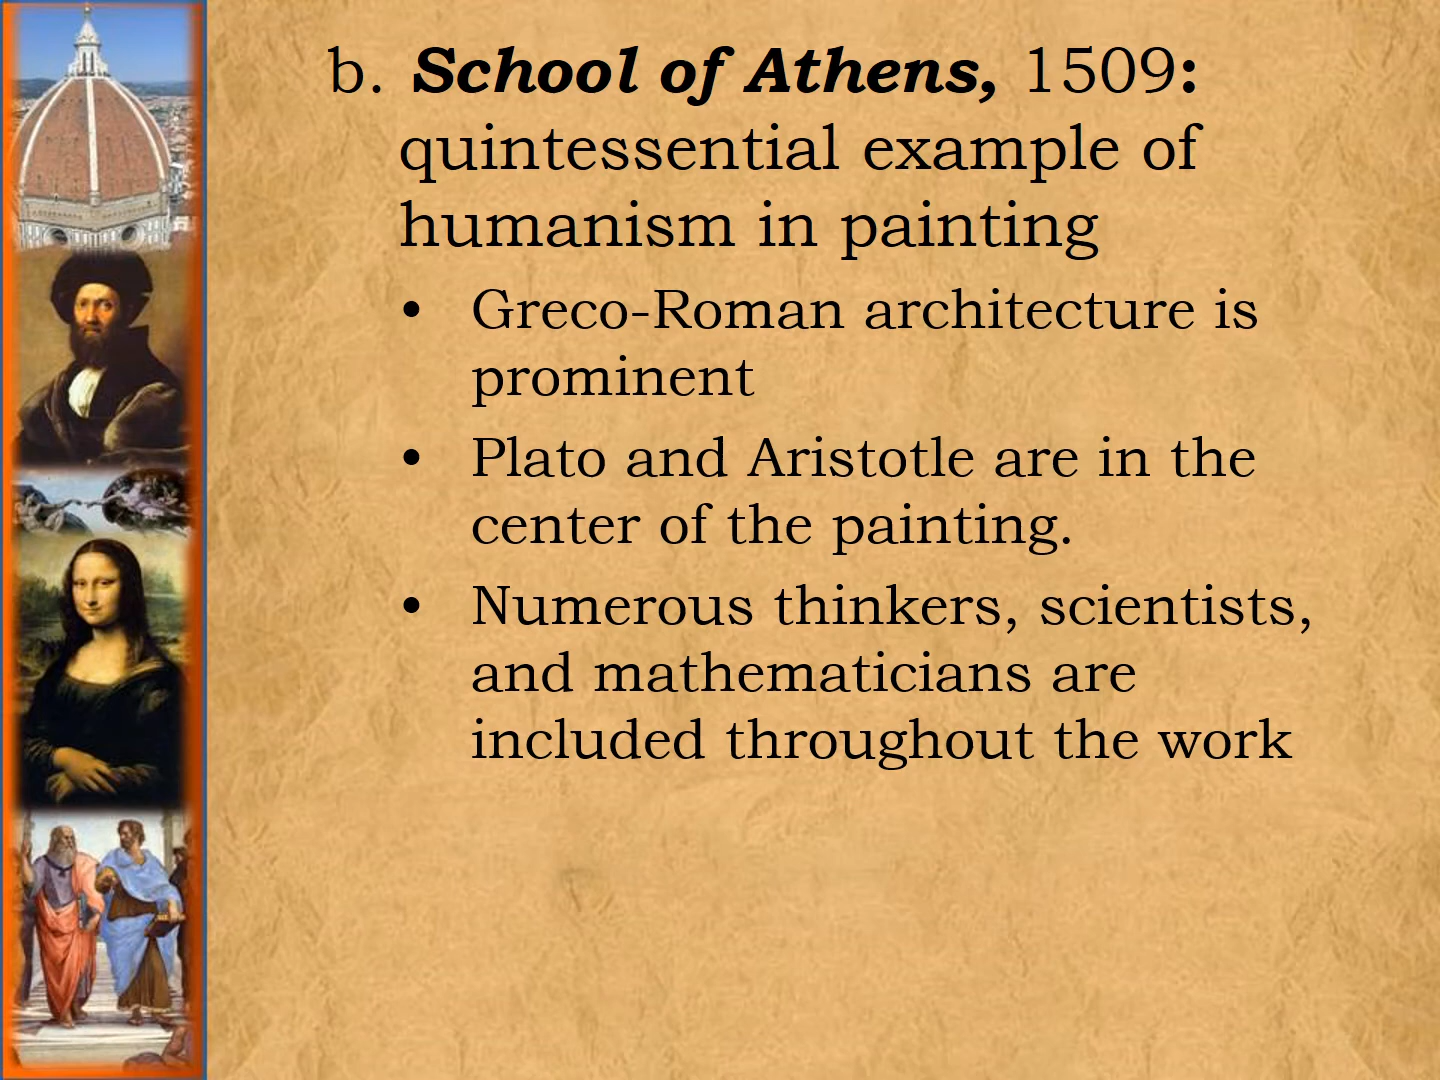 b. School of Athens, 1509:
quintessential example of
humanism in painting
• Greco-Roman architecture is
prominent
• Plato and Aristotle are in the
center of the painting.
• Numerous thinkers, scientists,
and mathematicians are
included throughout the work